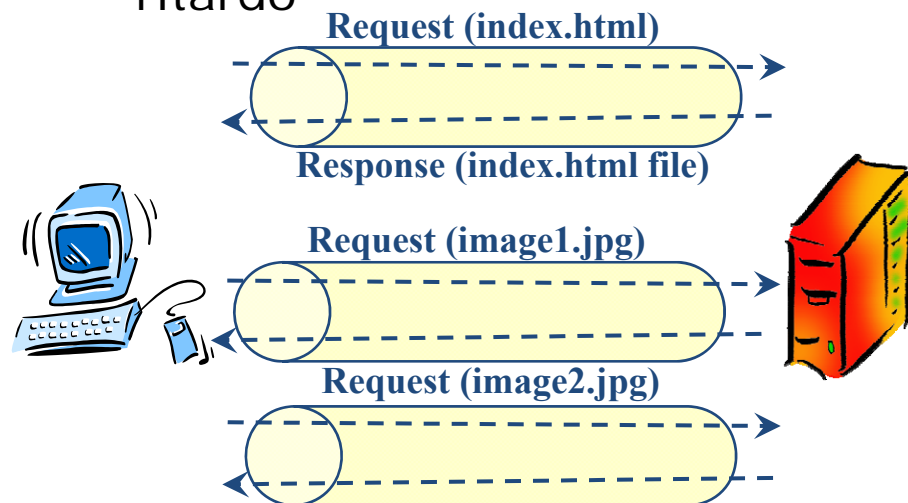 Request (index.html)
Response (index.html file)
Request (image1.jpg)
Request (image2.jpg)